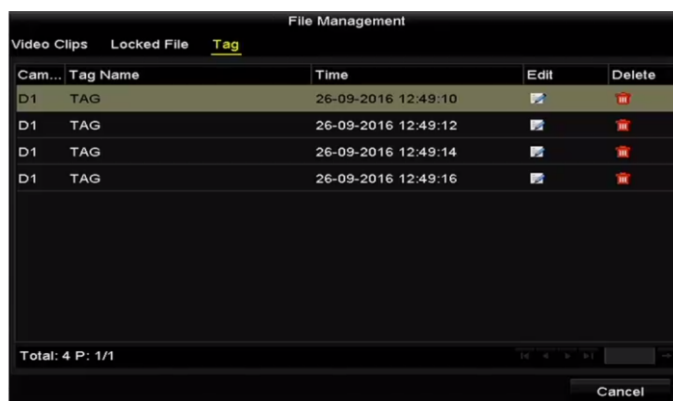 File Management
Video Clips Locked File Tag
Cam... Tag Name Time Edit Delete
D1 TAG 26-09-2016 12:49:10
D1 TAG 26-09-2016 12:49:12
D1 TAG 26-09-2016 12:49:14
D1 TAG 26-09-2016 12:49:16
Total: 4 P: 1/1
Cancel